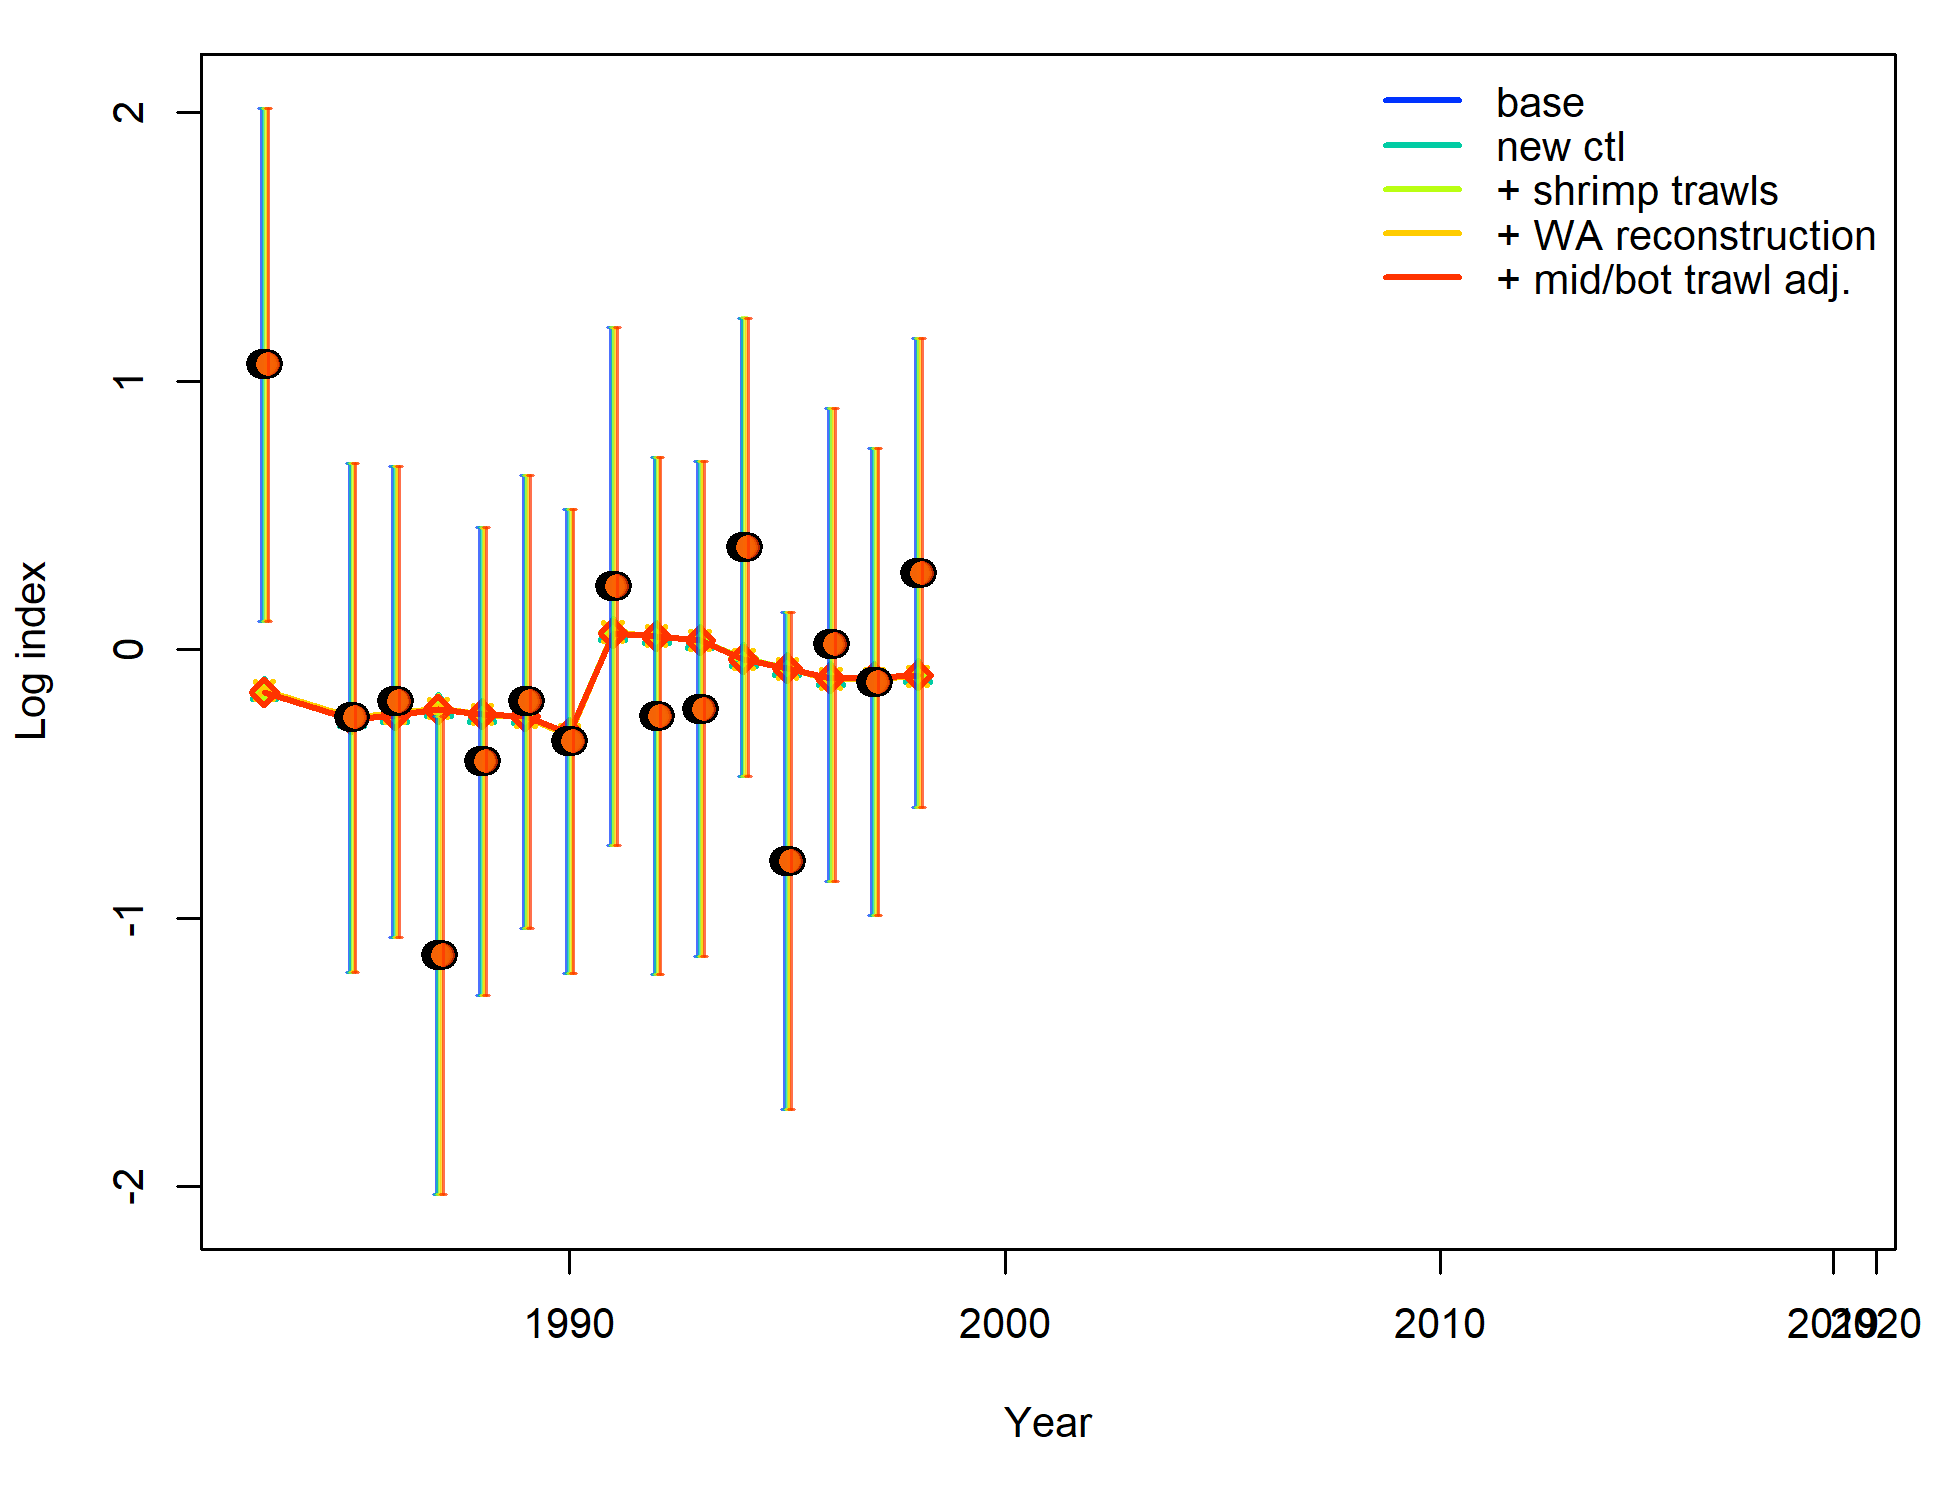 base
new ctl
+ shrimp trawls
+ WA reconstruction
+ mid/bot trawl adj.
2
1
0
-1
-2
Log index
1990
2000
2010
2019
2020
Year